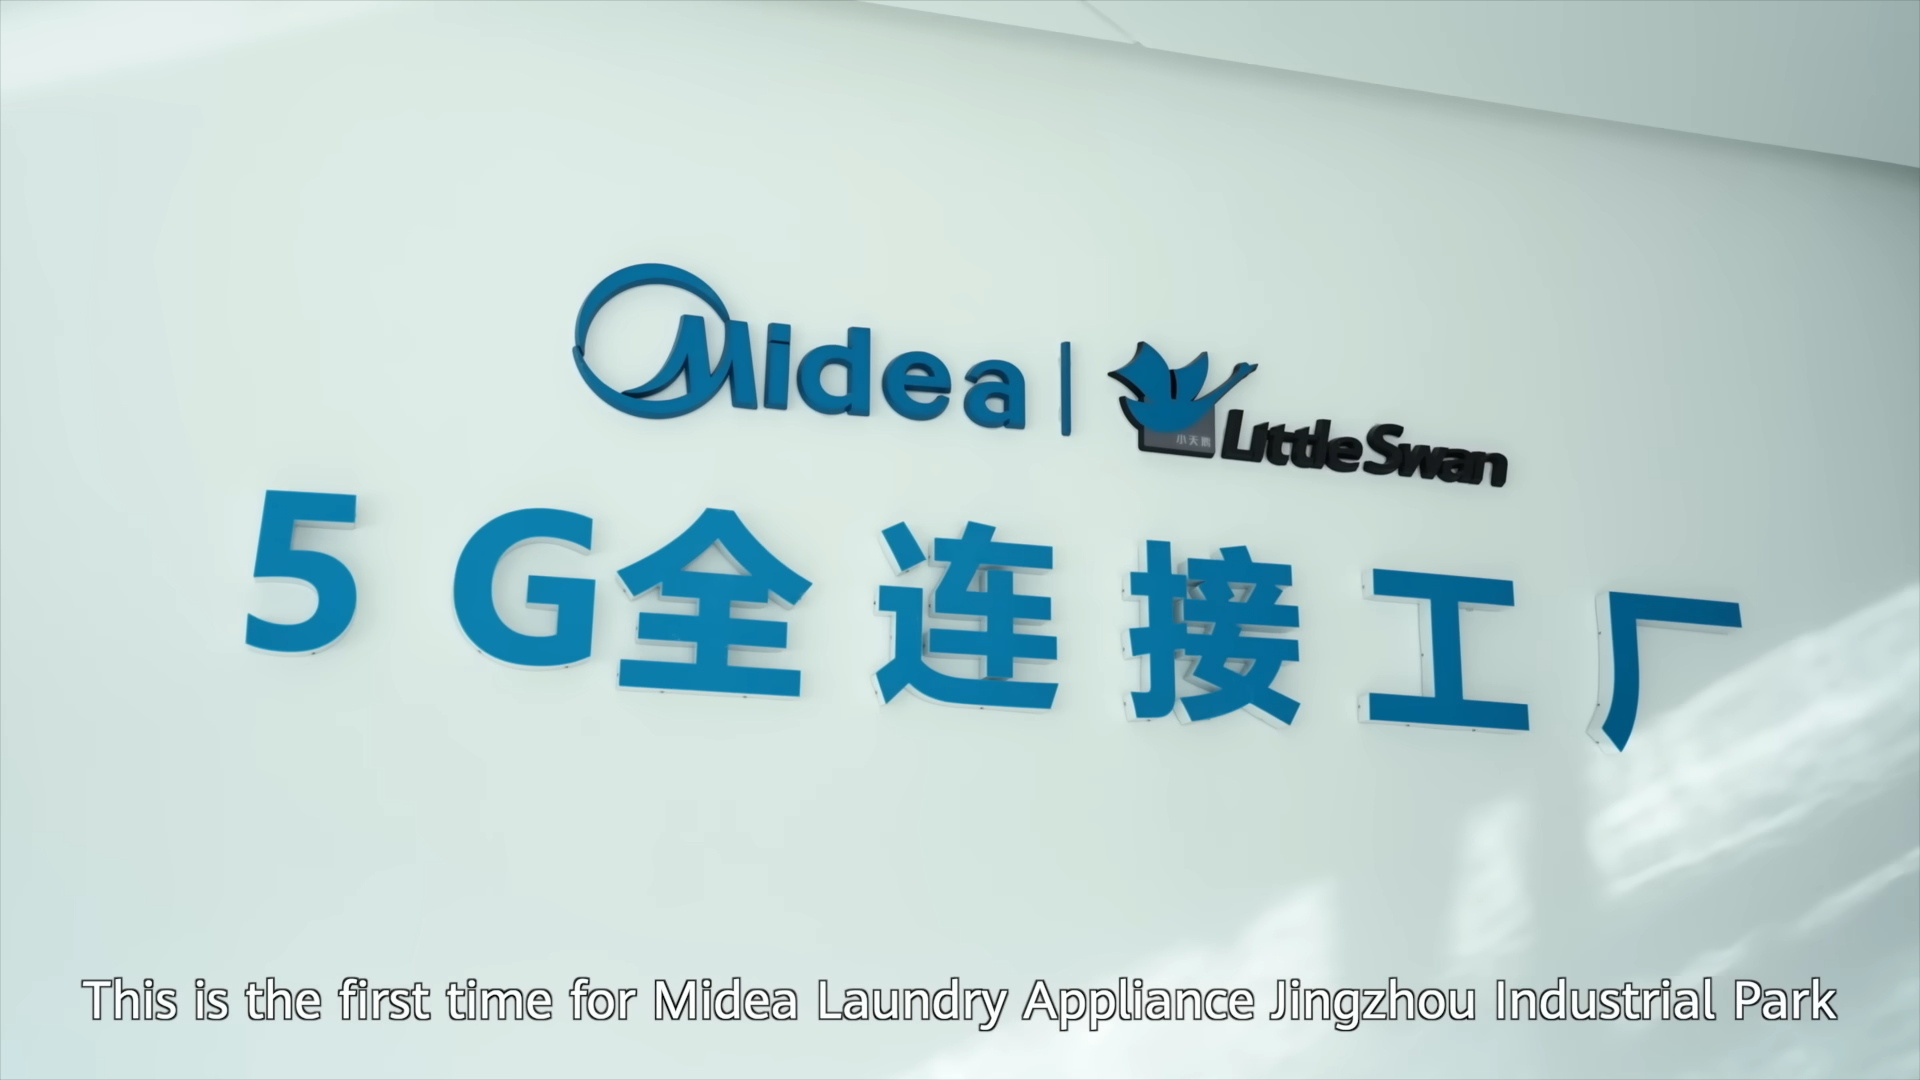 Midea | LittleSwan
小天鹅
5G全连接工厂
This is the first time for Midea Laundry Appliance Jingzhou Industrial Park